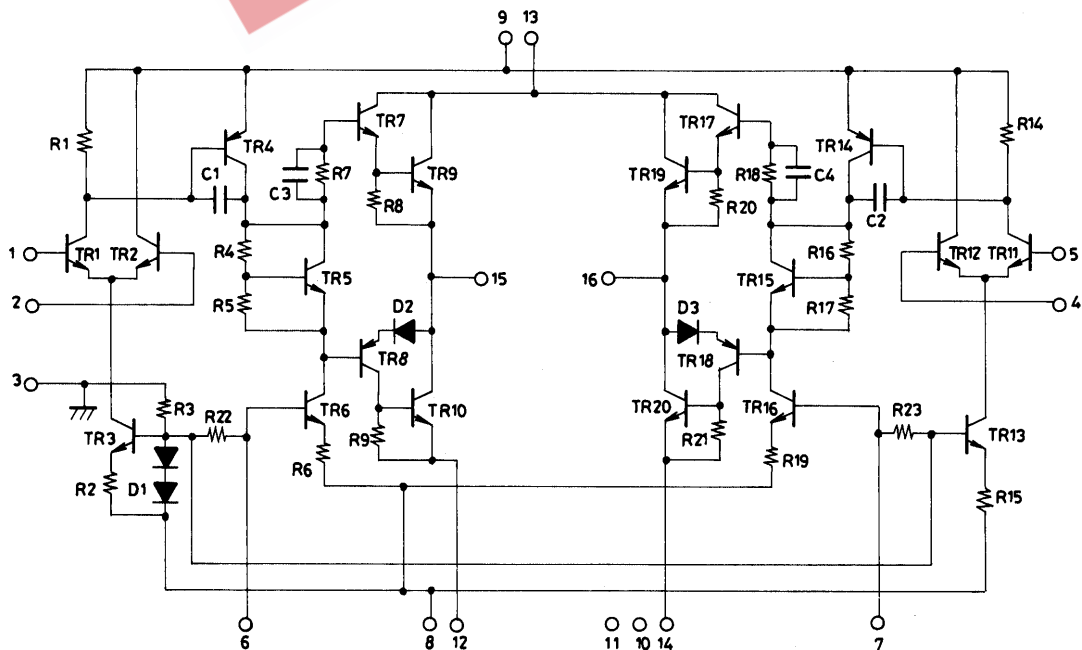 9 13
R1
TR4
C1
C3
R7
TR7
R8
TR9
TR17
TR19
R18
C4
R20
TR14
C2
R14
1
TR1
TR2
R4
TR5
R5
15
16
TR15
R16
R17
TR12
TR11
5
2
4
D2
D3
TR8
TR18
3
R3
R22
TR3
R2
D1
TR6
R6
R9
TR10
TR20
R21
TR16
R19
R23
TR13
R15
6
8 12
11 10 14
7